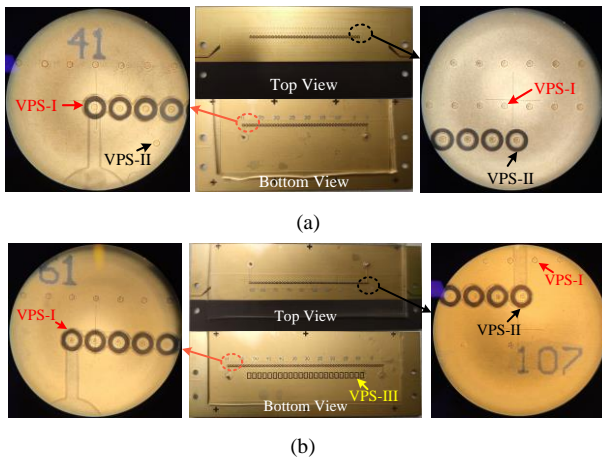 41
VPS-I
VPS-II
Top View
Bottom View
VPS-I
VPS-II
(a)
61
VPS-I
Top View
Bottom View
VPS-III
VPS-I
VPS-II
107
(b)